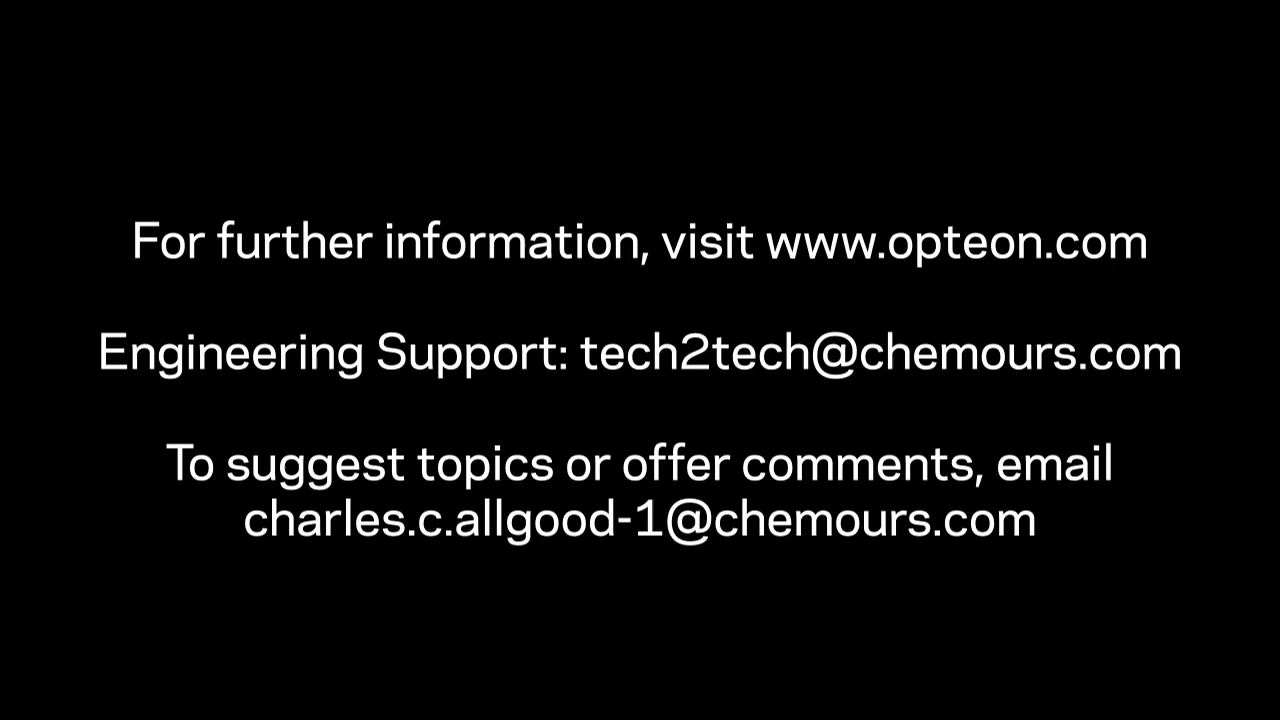 For further information, visit www.opteon.com
Engineering Support: tech2tech@chemours.com
To suggest topics or offer comments, email
charles.c.allgood-1@chemours.com